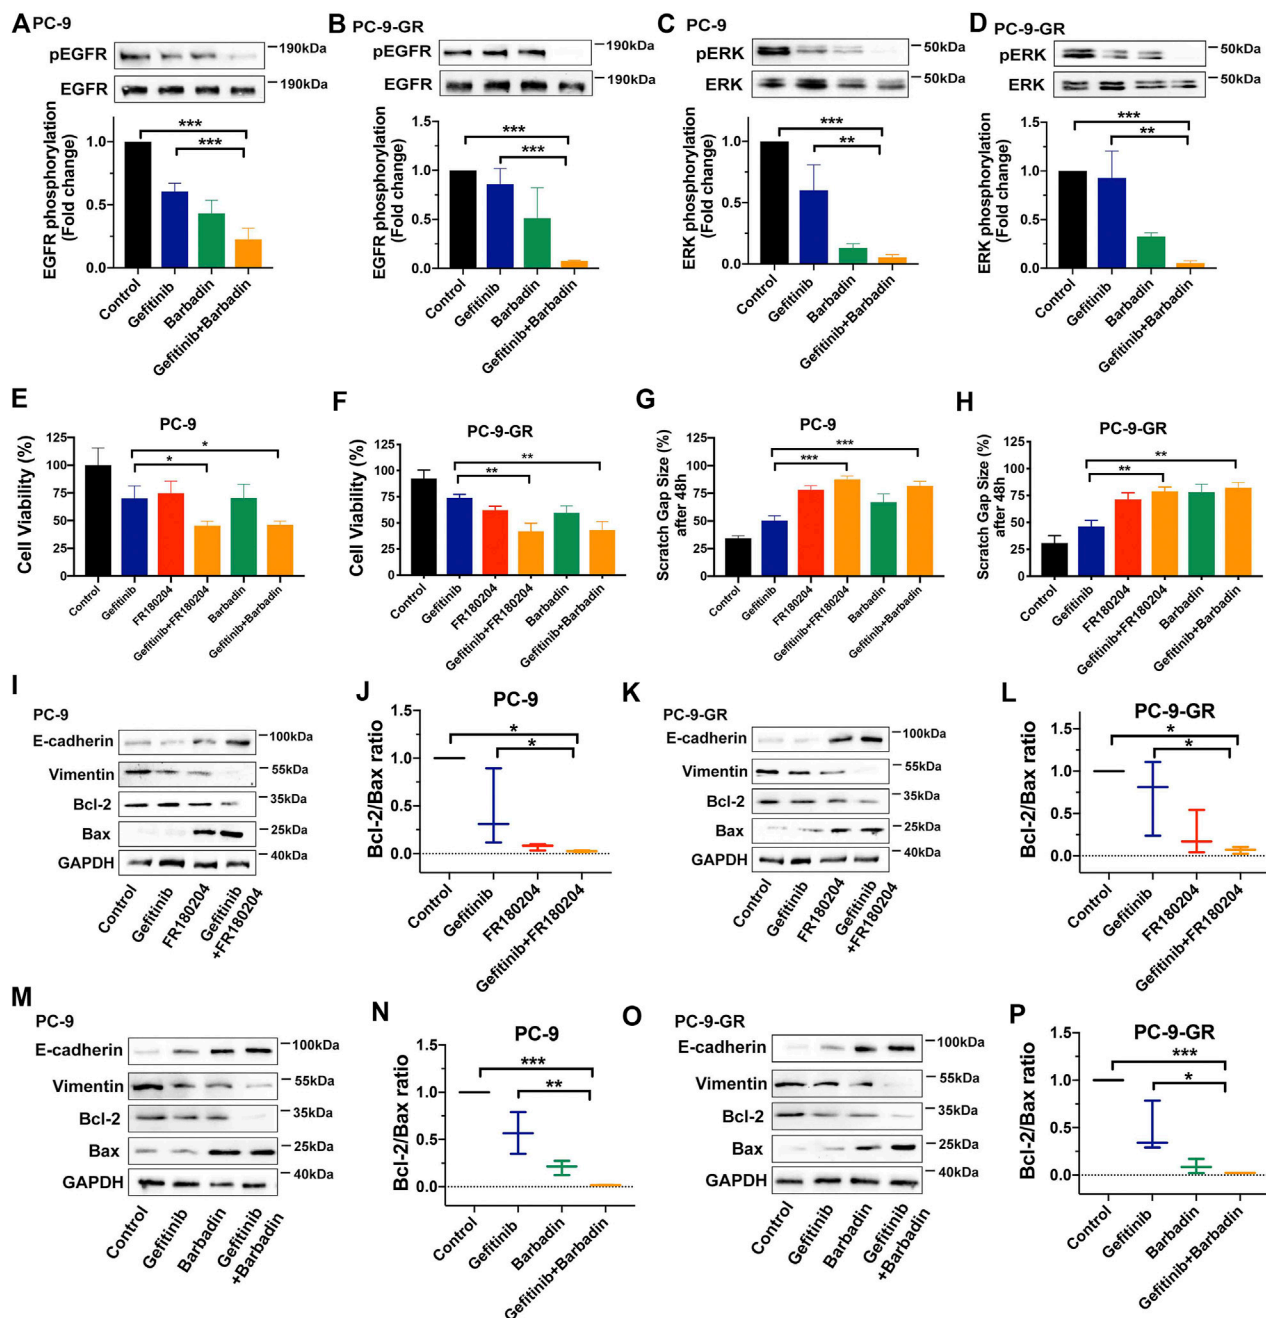 A PC-9
pEGFR
190kDa
EGFR
190kDa
EGFR phosphorylation
(Fold change)
1.0
0.5
0.0
***
***
Control
Gefitinib
Barbadin
Gefitinib+Barbadin
B PC-9-GR
pEGFR
190kDa
EGFR
190kDa
EGFR phosphorylation
(Fold change)
1.5
1.0
0.5
0
***
***
Control
Gefitinib
Barbadin
Gefitinib+Barbadin
C PC-9
pERK
50kDa
ERK
50kDa
ERK phosphorylation
(Fold change)
1.0
0.5
0.0
***
**
Control
Gefitinib
Barbadin
Gefitinib+Barbadin
D PC-9-GR
pERK
50kDa
ERK
50kDa
ERK phosphorylation
(Fold change)
1.5
1.0
0.5
0.0
***
**
Control
Gefitinib
Barbadin
Gefitinib+Barbadin
E
PC-9
Cell Viability (%)
125
100
75
50
25
0
*
*
Control
Gefitinib
FR180204
Gefitinib+FR180204
Barbadin
Gefitinib+Barbadin
F
PC-9-GR
Cell Viability (%)
125
100
75
50
25
0
**
**
Control
Gefitinib
FR180204
Gefitinib+FR180204
Barbadin
Gefitinib+Barbadin
G
PC-9
Scratch Gap Size (%)
after 48h
125
100
75
50
25
0
***
***
Control
Gefitinib
FR180204
Gefitinib+FR180204
Barbadin
Gefitinib+Barbadin
H
PC-9-GR
Scratch Gap Size (%)
after 48h
125
100
75
50
25
0
**
**
Control
Gefitinib
FR180204
Gefitinib+FR180204
Barbadin
Gefitinib+Barbadin
I
PC-9
E-cadherin
100kDa
Vimentin
55kDa
Bcl-2
35kDa
Bax
25kDa
GAPDH
40kDa
Control
Gefitinib
FR180204
Gefitinib
+FR180204
J
PC-9
Bcl-2/Bax ratio
1.5
1.0
0.5
0.0
*
*
Control
Gefitinib
FR180204
Gefitinib+FR180204
K
PC-9-GR
E-cadherin
100kDa
Vimentin
55kDa
Bcl-2
35kDa
Bax
25kDa
GAPDH
40kDa
Control
Gefitinib
FR180204
Gefitinib
+FR180204
L
PC-9-GR
Bcl-2/Bax ratio
1.5
1.0
0.5
0.0
*
*
Control
Gefitinib
FR180204
Gefitinib+FR180204
M
PC-9
E-cadherin
100kDa
Vimentin
55kDa
Bcl-2
35kDa
Bax
25kDa
GAPDH
40kDa
Control
Gefitinib
Barbadin
Gefitinib
+Barbadin
N
PC-9
Bcl-2/Bax ratio
1.5
1.0
0.5
0.0
***
**
Control
Gefitinib
Barbadin
Gefitinib+Barbadin
O
PC-9-GR
E-cadherin
100kDa
Vimentin
55kDa
Bcl-2
35kDa
Bax
25kDa
GAPDH
40kDa
Control
Gefitinib
Barbadin
Gefitinib
+Barbadin
P
PC-9-GR
Bcl-2/Bax ratio
1.5
1.0
0.5
0.0
***
*
Control
Gefitinib
Barbadin
Gefitinib+Barbadin